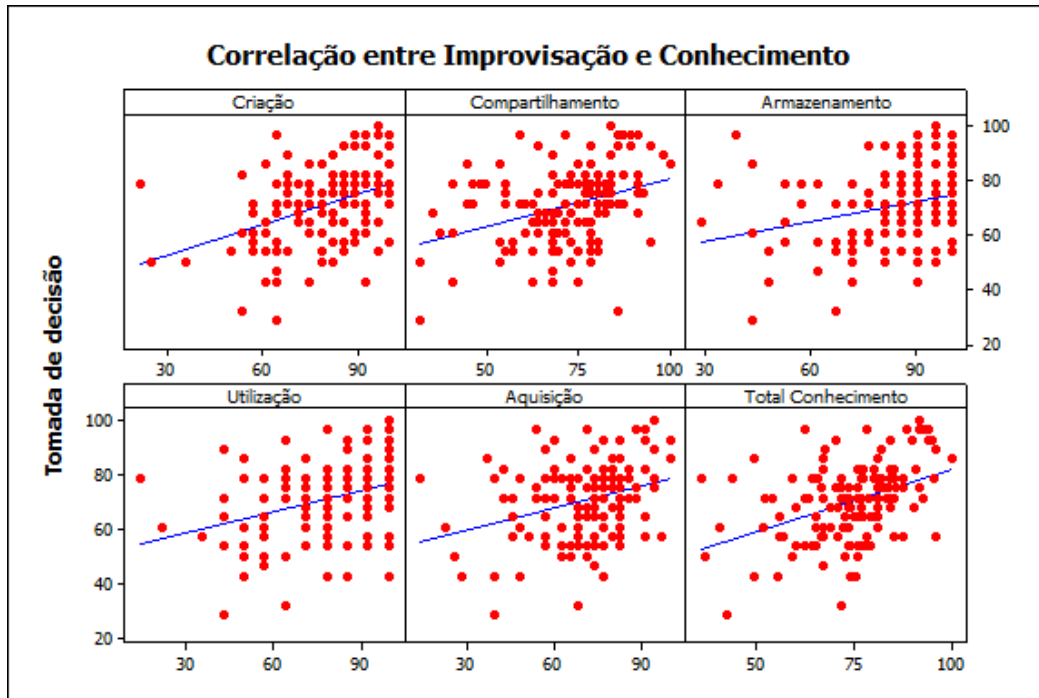 Correlação entre Improvisação e Conhecimento
Criação Compartilhamento Armazenamento
100
80
60
40
20
30 60 90 50 75 100 30 60 90
Utilização Aquisição Total Conhecimento
100
80
60
40
20
30 60 90 30 60 90 50 75 100
Tomada de decisão